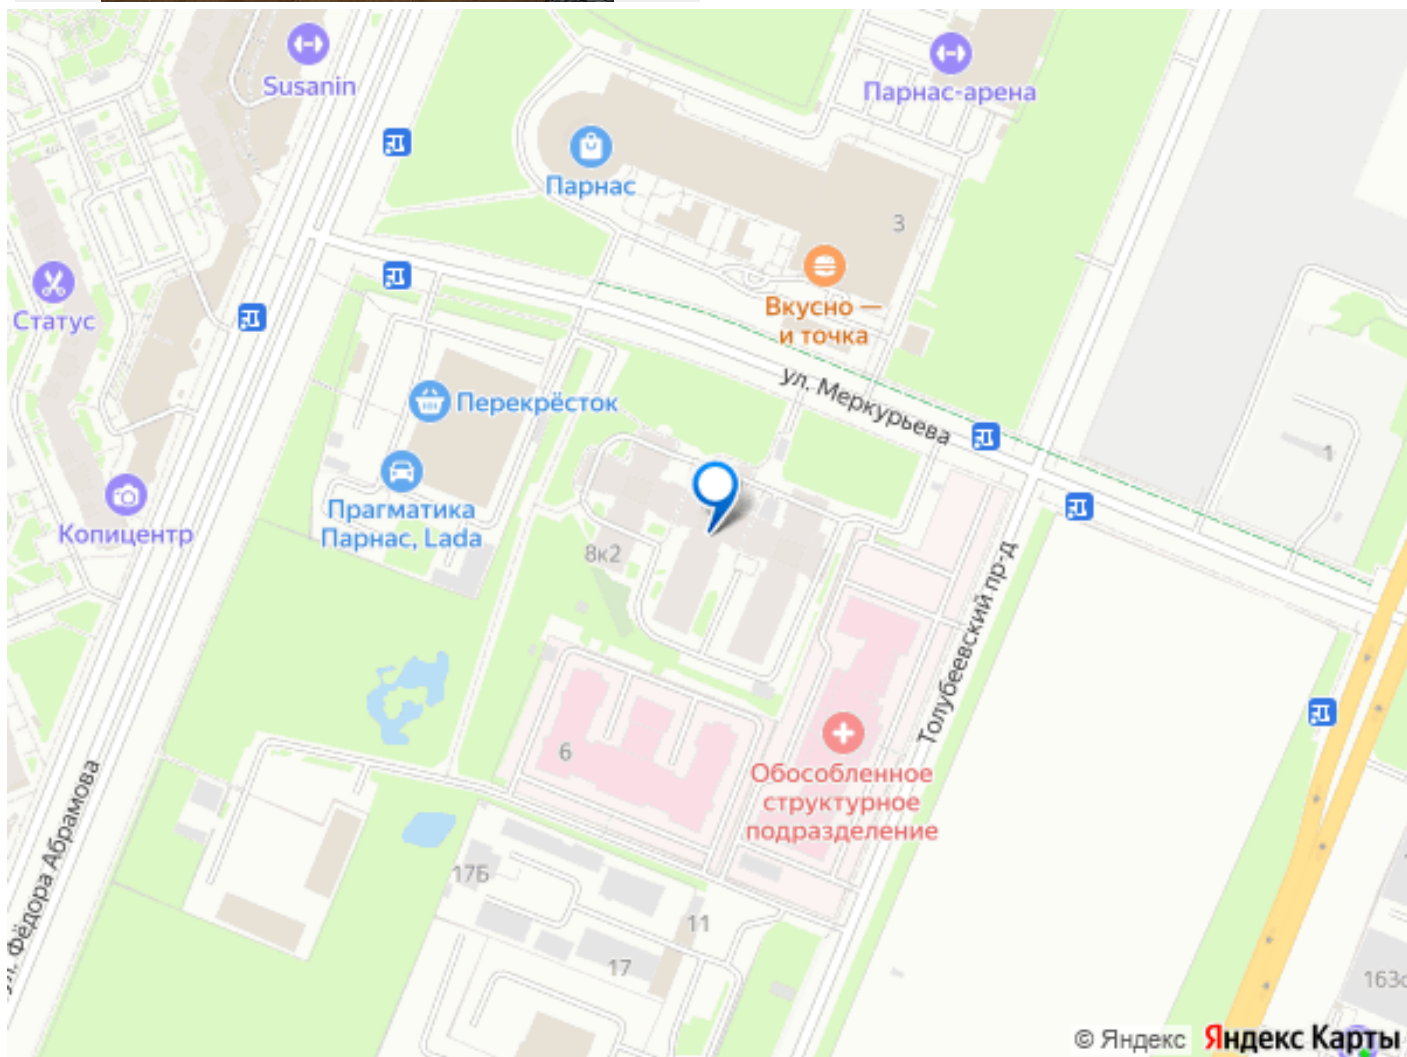 Susanin
Парнас-арена
Парнас
3
Вкусно —
и точка
Статус
ул. Меркурьева
Перекрёсток
1
Прагматика
Парнас, Lada
Копицентр
8к2
Толубеевский пр-д
6
Обособленное
структурное
подразделение
ул. Фёдора Абрамова
17Б
11
17
© Яндекс Яндекс Карты